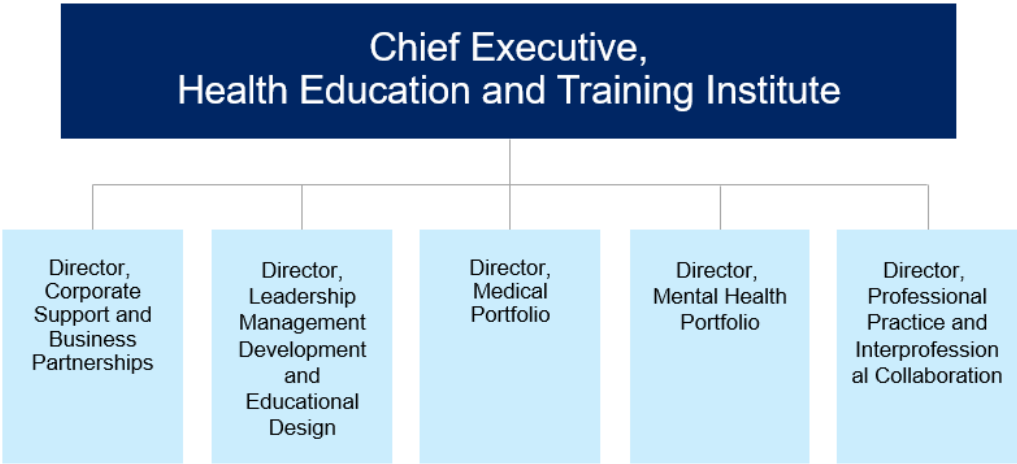 Chief Executive,
Health Education and Training Institute
Director,
Corporate
Support and
Business
Partnerships
Director,
Leadership
Management
Development
and
Educational
Design
Director,
Medical
Portfolio
Director,
Mental Health
Portfolio
Director,
Professional
Practice and
Interprofession
al Collaboration